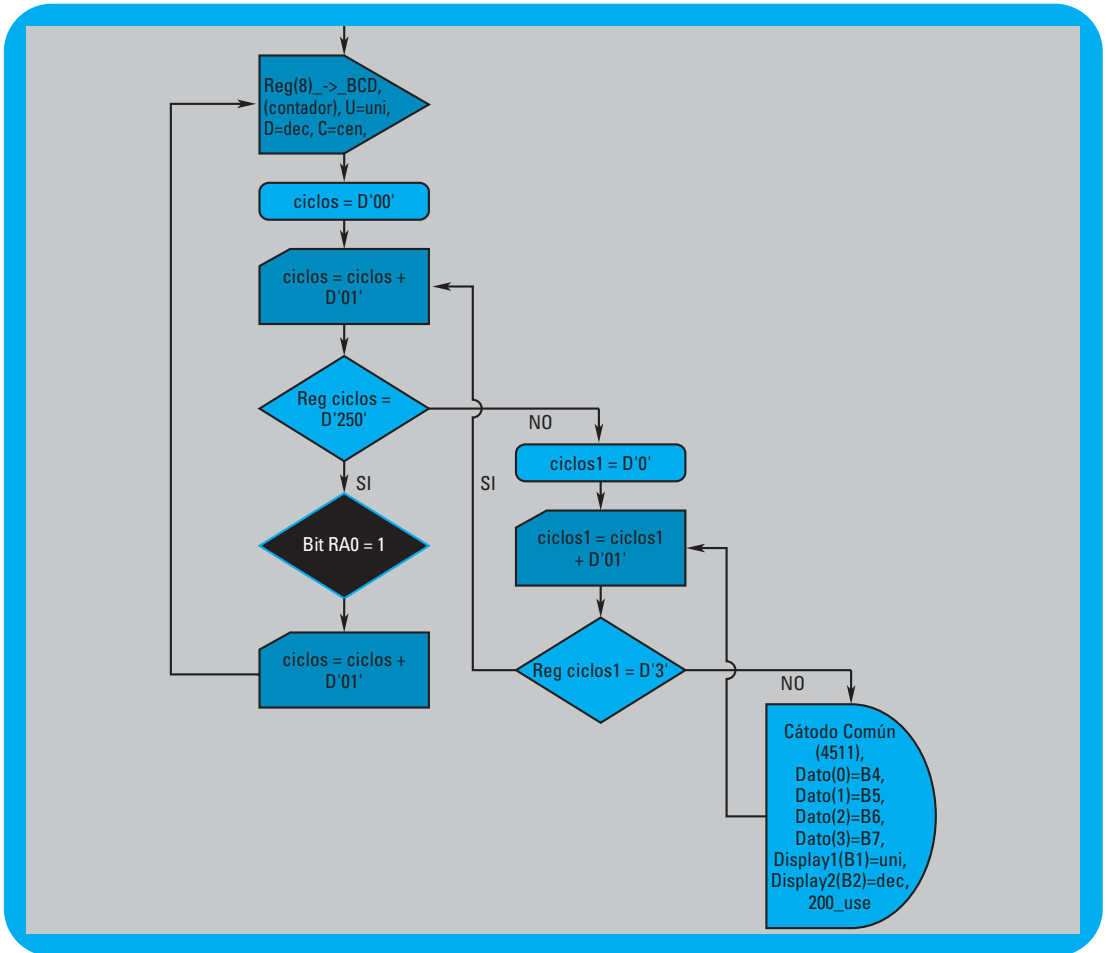 Reg(8)_->_BCD,
(contador), U=uni,
D=dec, C=cen,
ciclos = D'00'
ciclos = ciclos +
D'01'
Reg ciclos =
D'250'
NO
SI
Bit RA0 = 1
ciclos = ciclos +
D'01'
ciclos1 = D'0'
SI
ciclos1 = ciclos1
+ D'01'
Reg ciclos1 = D'3'
NO
Cátodo Común
(4511),
Dato(0)=B4,
Dato(1)=B5,
Dato(2)=B6,
Dato(3)=B7,
Display1(B1)=uni,
Display2(B2)=dec,
200_use